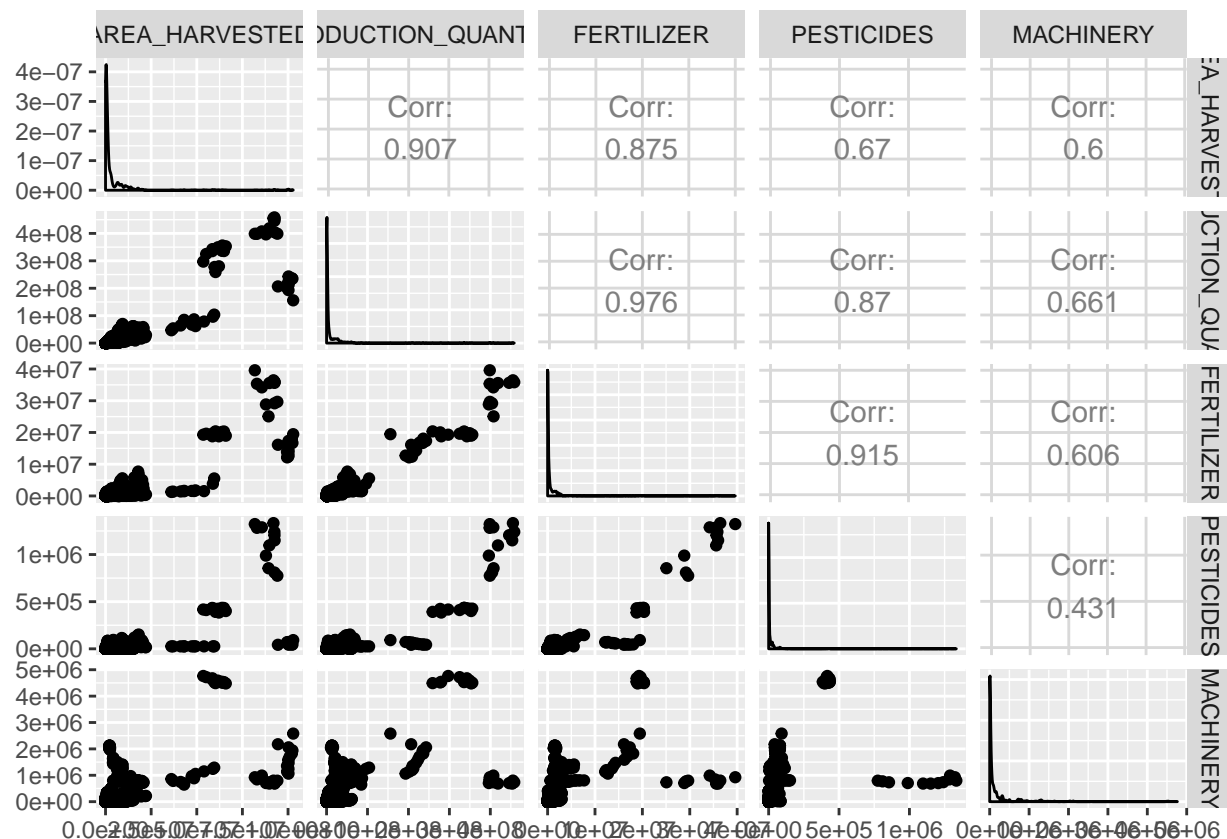 AREA_HARVESTED
ODUCTION_QUANT
FERTILIZER
PESTICIDES
MACHINERY
4e−07
3e−07
2e−07
1e−07
0e+00
Corr:
0.907
Corr:
0.875
Corr:
0.67
Corr:
0.6
EA_HARVEST
4e+08
3e+08
2e+08
1e+08
0e+00
Corr:
0.976
Corr:
0.87
Corr:
0.661
UCTION_QUA
4e+07
3e+07
2e+07
1e+07
0e+00
Corr:
0.915
Corr:
0.606
FERTILIZER
1e+06
5e+05
0e+00
Corr:
0.431
PESTICIDES
5e+06
4e+06
3e+06
2e+06
1e+06
0e+00
MACHINERY
5e+05
1e+06